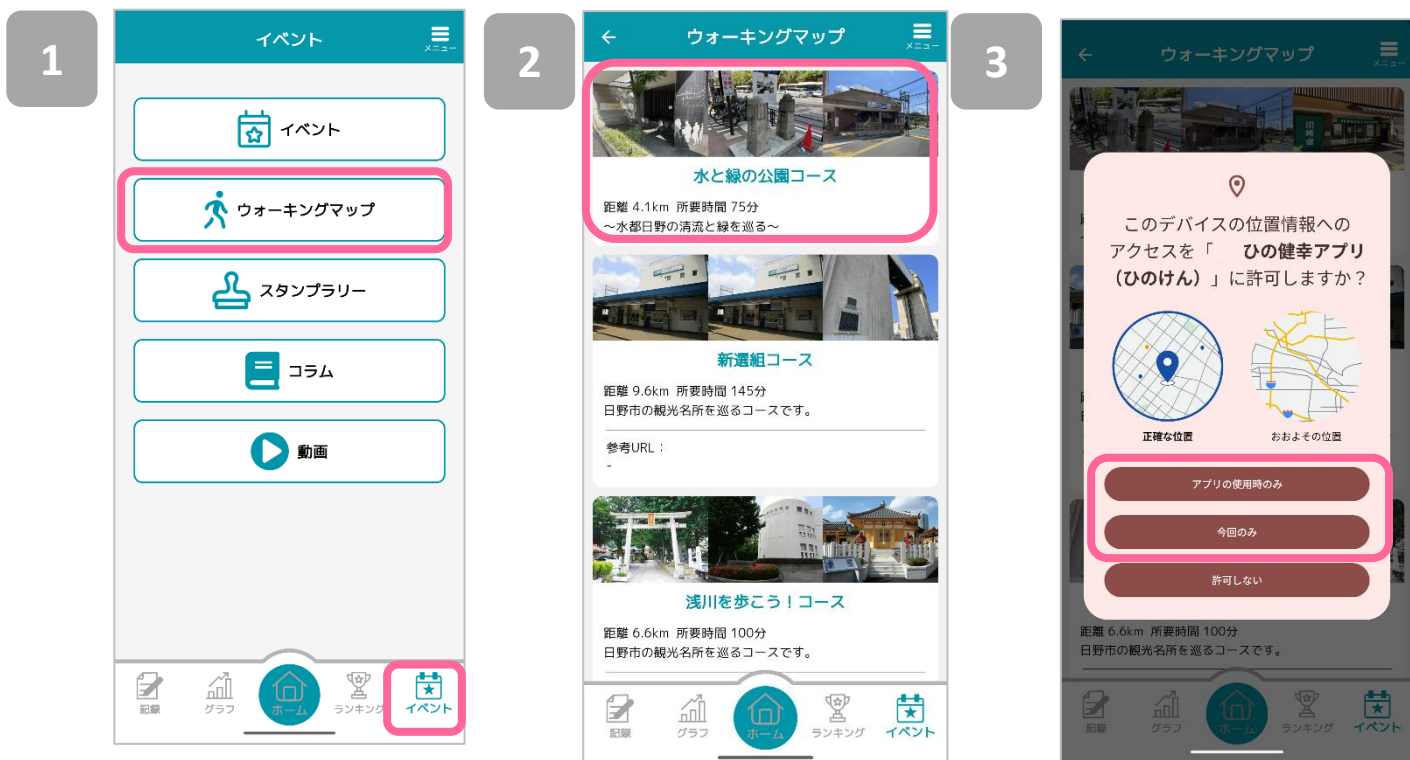 1
イベント
メニュー
イベント
ウォーキングマップ
スタンプラリー
コラム
動画
記録
グラフ
ホーム
ランキング
イベント
2
ウォーキングマップ
メニュー
水と緑の公園コース
距離 4.1km 所要時間 75分
～水都日野の清流と緑を巡る～
新選組コース
距離 9.6km 所要時間 145分
日野市の観光名所を巡るコースです。
参考URL：
-
浅川を歩こう！コース
距離 6.6km 所要時間 100分
日野市の観光名所を巡るコースです。
記録
グラフ
ホーム
ランキング
イベント
3
ウォーキングマップ
メニュー
このデバイスの位置情報への
アクセスを「 ひの健幸アプリ
（ひのけん）」に許可しますか？
正確な位置
おおよその位置
アプリの使用時のみ
今回のみ
許可しない
距離 6.6km 所要時間 100分
日野市の観光名所を巡るコースです。
記録
グラフ
ホーム
ランキング
イベント